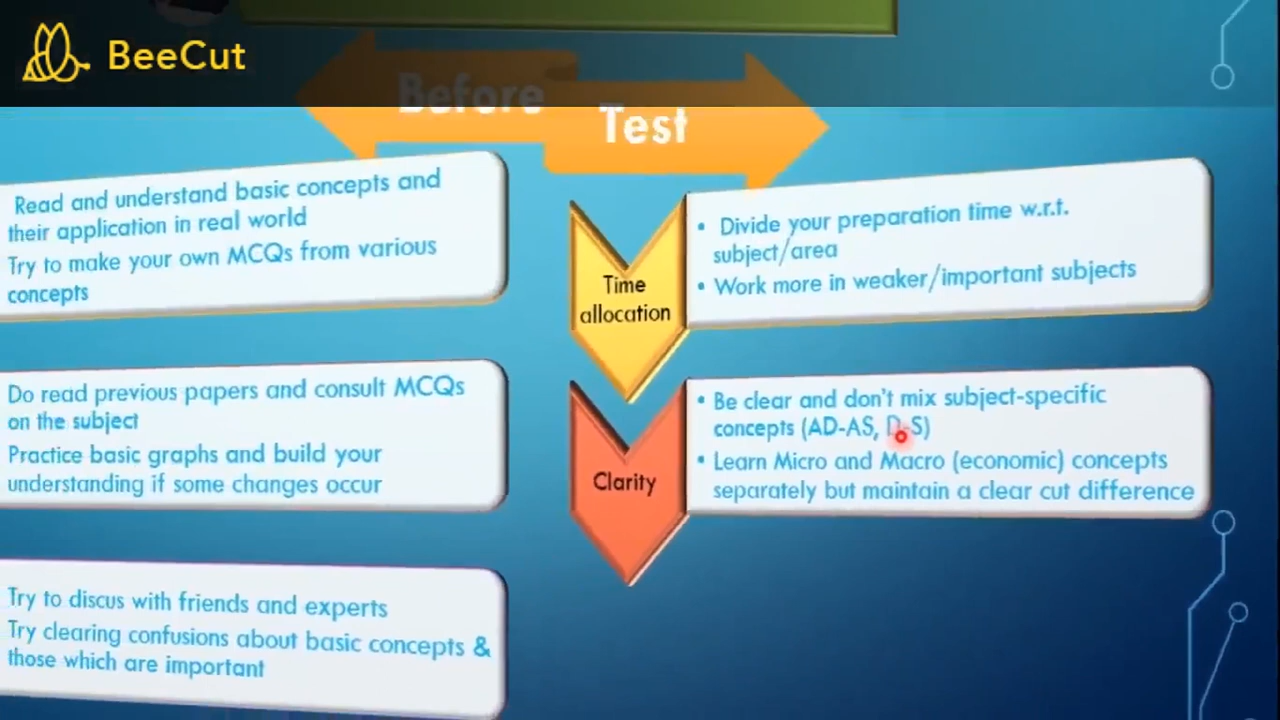 BeeCut
Before
Test
Read and understand basic concepts and
their application in real world
Try to make your own MCQs from various
concepts
Do read previous papers and consult MCQs
on the subject
Practice basic graphs and build your
understanding if some changes occur
Try to discus with friends and experts
Try clearing confusions about basic concepts &
those which are important
Time
allocation
• Divide your preparation time w.r.t.
subject/area
• Work more in weaker/important subjects
Clarity
• Be clear and don't mix subject-specific
concepts (AD-AS, D-S)
• Learn Micro and Macro (economic) concepts
separately but maintain a clear cut difference